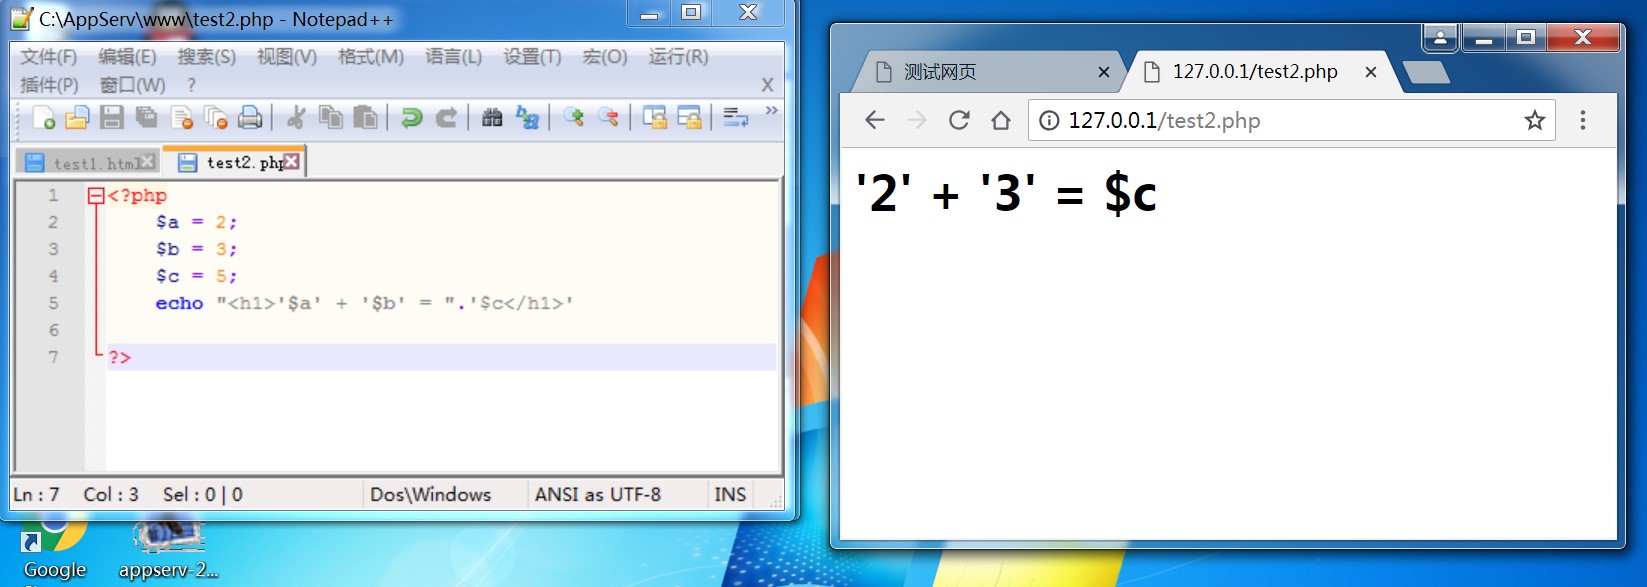 C:\AppServ\www\test2.php - Notepad++
文件(F) 编辑(E) 搜索(S) 视图(V) 格式(M) 语言(L) 设置(T) 宏(O) 运行(R)
插件(P) 窗口(W) ? X
test1.html test2.php
1 <?php
2 $a = 2;
3 $b = 3;
4 $c = 5;
5 echo "<h1>'$a' + '$b' = ".'$c</h1>'
6
7 ?>
Ln : 7 Col : 3 Sel : 0 | 0 Dos\Windows ANSI as UTF-8 INS
Google appserv-2...
测试网页 127.0.0.1/test2.php
127.0.0.1/test2.php
'2' + '3' = $c